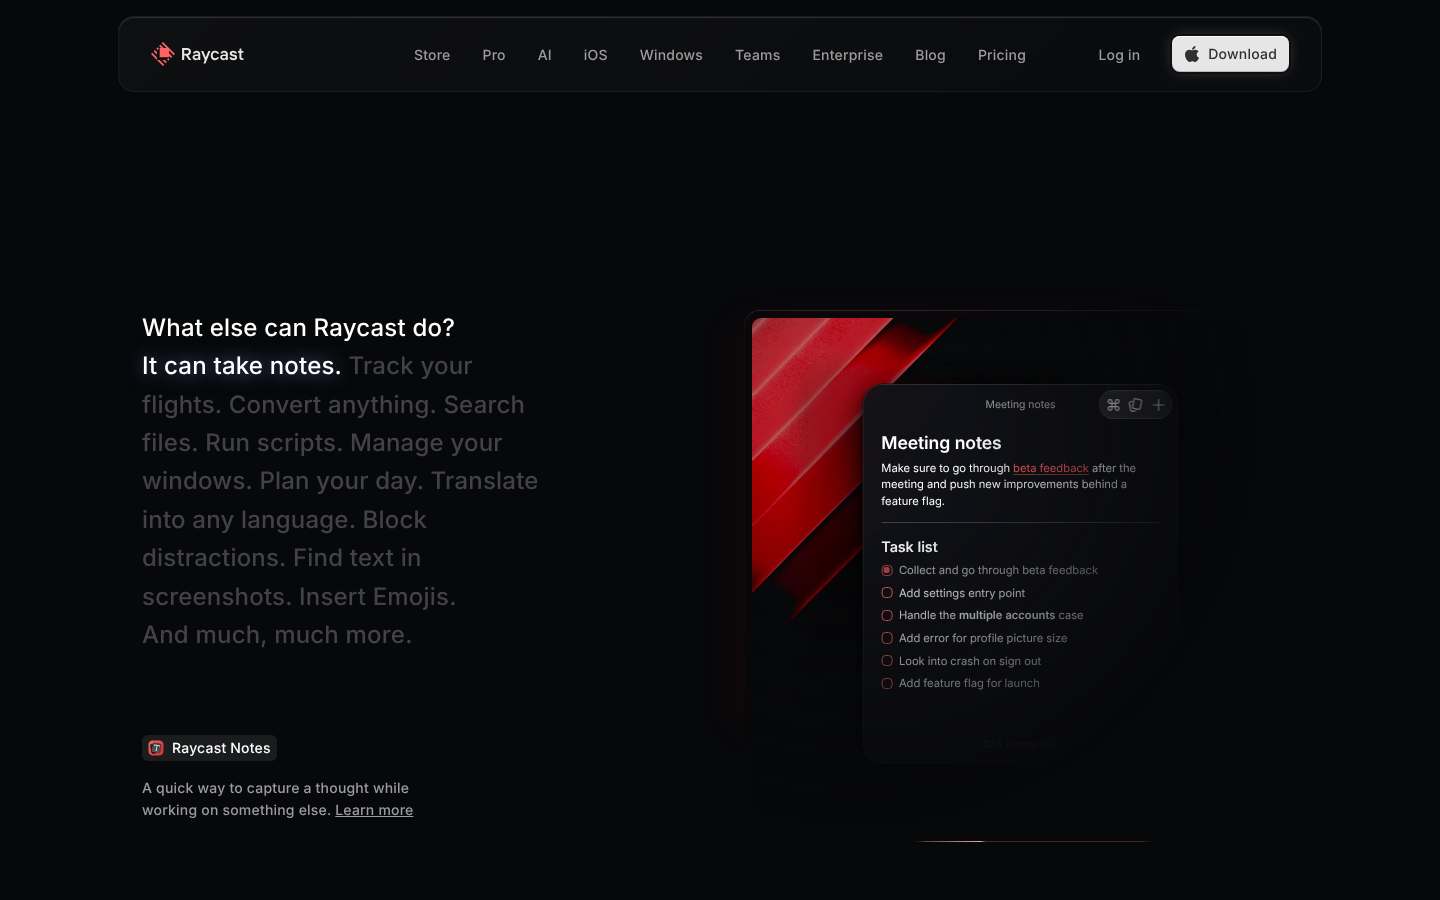 Raycast
Store
Pro
AI
iOS
Windows
Teams
Enterprise
Blog
Pricing
Log in
Download
What else can Raycast do?
It can take notes. Track your
flights. Convert anything. Search
files. Run scripts. Manage your
windows. Plan your day. Translate
into any language. Block
distractions. Find text in
screenshots. Insert Emojis.
And much, much more.
Raycast Notes
A quick way to capture a thought while
working on something else. Learn more
Meeting notes
Meeting notes
Make sure to go through beta feedback after the
meeting and push new improvements behind a
feature flag.
Task list
Collect and go through beta feedback
Add settings entry point
Handle the multiple accounts case
Add error for profile picture size
Look into crash on sign out
Add feature flag for launch